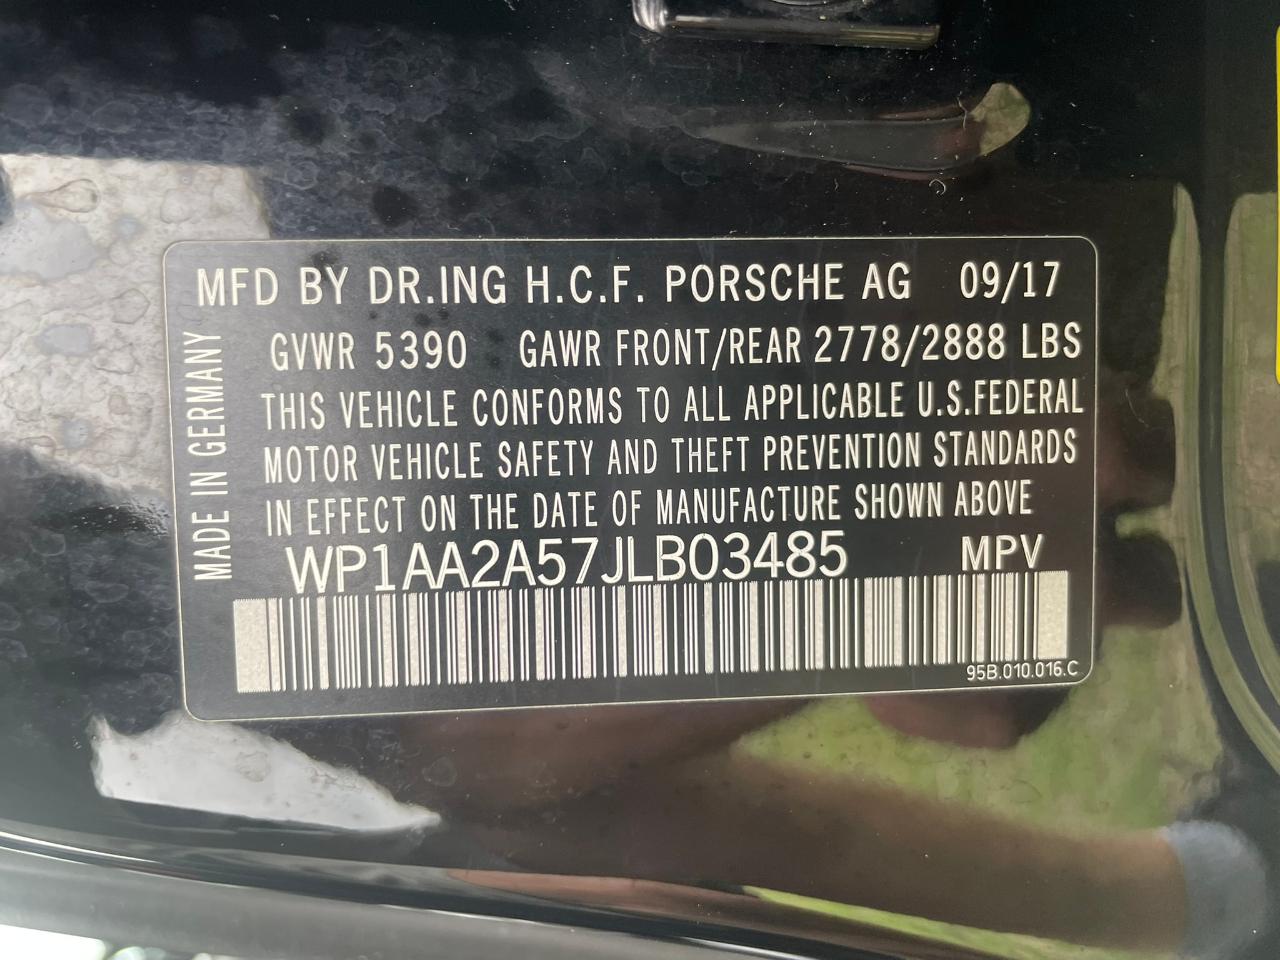 MFD BY DR.ING H.C.F. PORSCHE AG 09/17
GVWR 5390 GAWR FRONT/REAR 2778/2888 LBS
THIS VEHICLE CONFORMS TO ALL APPLICABLE U.S.FEDERAL
MOTOR VEHICLE SAFETY AND THEFT PREVENTION STANDARDS
IN EFFECT ON THE DATE OF MANUFACTURE SHOWN ABOVE
WP1AA2A57JLB03485 MPV
95B.010.016.C
MADE IN GERMANY